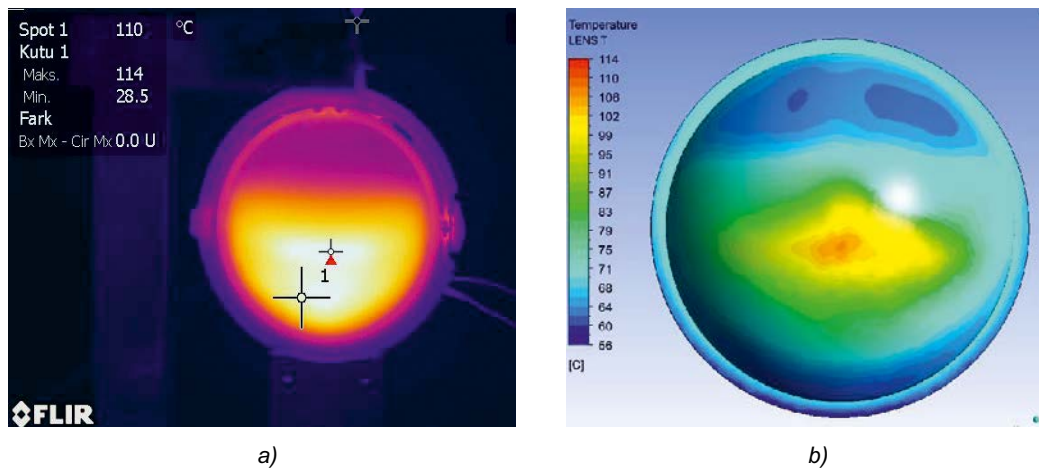 Spot 1 110 °C
Kutu 1
Maks. 114
Min. 28.5
Fark
Bx Mx - Cir Mx 0.0 U
1
FLIR
a)
Temperature
LENS T
114
110
106
102
99
95
91
87
83
79
75
71
68
64
60
56
[C]
b)